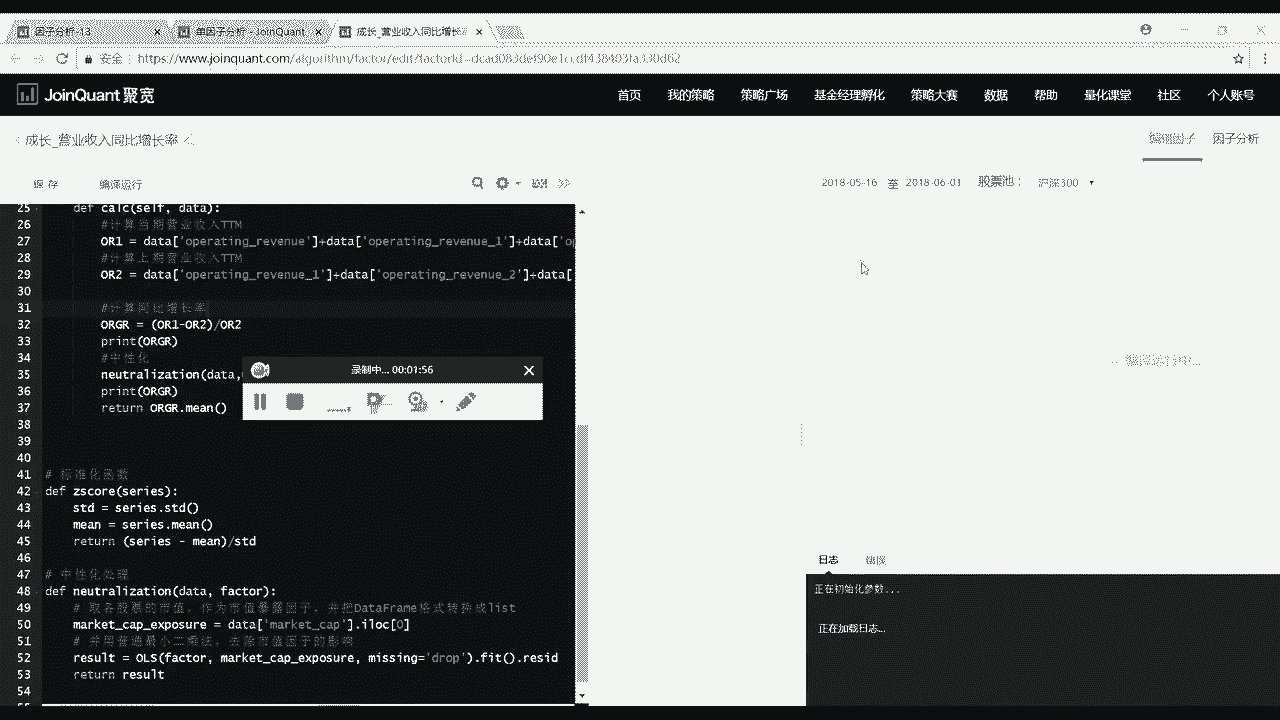 因子分析-13
单因子分析 - JoinQuant
成长_营业收入同比增长率
安全
JoinQuant 聚宽
首页 我的策略 策略广场 基金经理孵化 策略大赛 数据 帮助 量化课堂 社区 个人账号
成长_营业收入同比增长率
编辑因子 因子分析
保存 编译运行
2018-05-16 至 2018-06-01 股票池: 沪深300
25 def calc(self, data):
26 #计算当期营业收入TTM
27 OR1 = data['operating_revenue']+data['operating_revenue_1']+data['op
28 #计算上期营业收入TTM
29 OR2 = data['operating_revenue_1']+data['operating_revenue_2']+data[
30
31 #计算同比增长率
32 ORGR = (OR1-OR2)/OR2
33 print(ORGR)
34 #中性化
35 neutralization(data,
36 print(ORGR)
37 return ORGR.mean()
38
39
40
41 # 标准化函数
42 def zscore(series):
43 std = series.std()
44 mean = series.mean()
45 return (series - mean)/std
46
47 # 中性化处理
48 def neutralization(data, factor):
49 # 取各股票的市值，作为市值暴露因子，并把DataFrame格式转换成list
50 market_cap_exposure = data['market_cap'].iloc[0]
51 # 并用普通最小二乘法，去除市值因子的影响
52 result = OLS(factor, market_cap_exposure, missing='drop').fit().resid
53 return result
54
录制中... 00:01:56
编译运行中...
日志 错误
正在初始化参数...
正在加载日志...